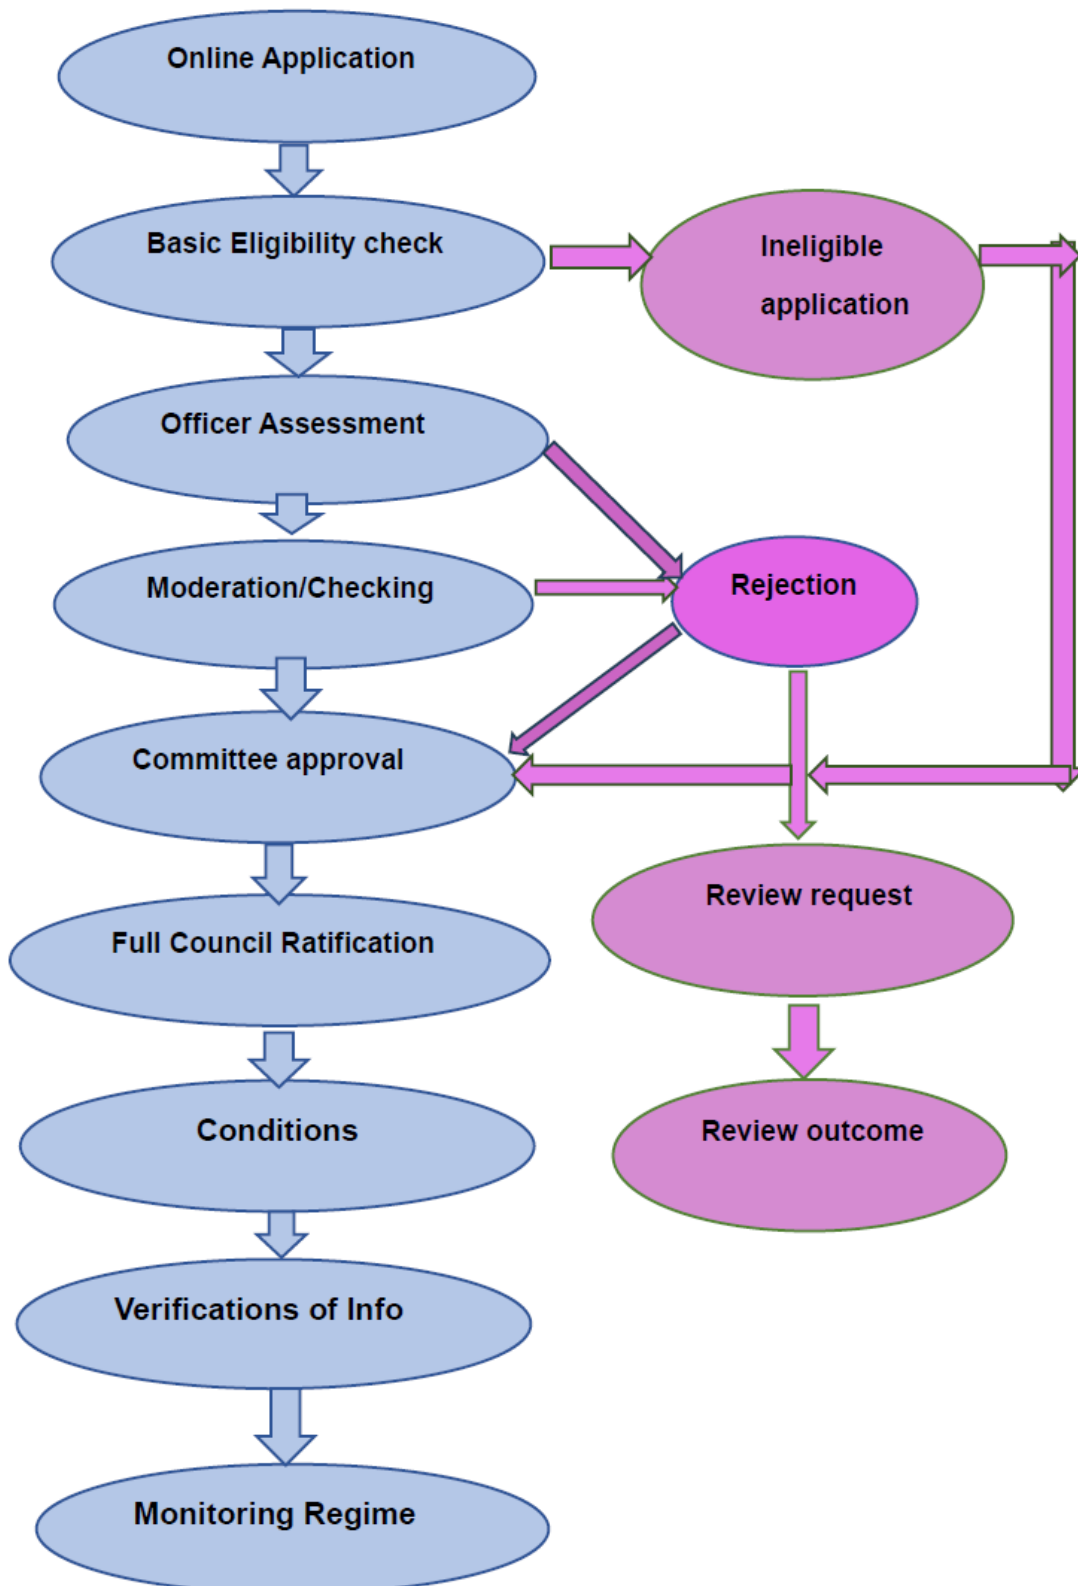 Online Application
Basic Eligibility check
Ineligible
application
Officer Assessment
Moderation/Checking
Rejection
Committee approval
Review request
Full Council Ratification
Conditions
Review outcome
Verifications of Info
Monitoring Regime